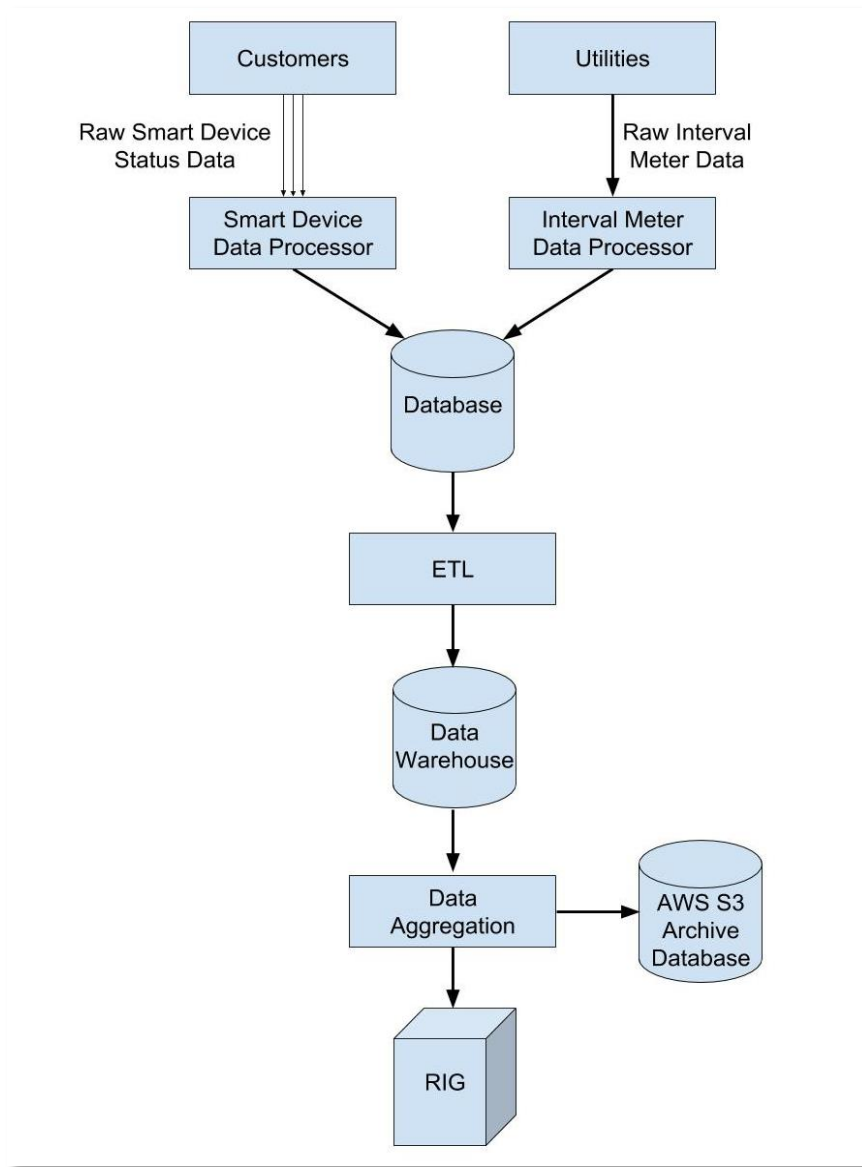 Customers
Utilities
Raw Smart Device
Status Data
Raw Interval
Meter Data
Smart Device
Data Processor
Interval Meter
Data Processor
Database
ETL
Data
Warehouse
Data
Aggregation
AWS S3
Archive
Database
RIG